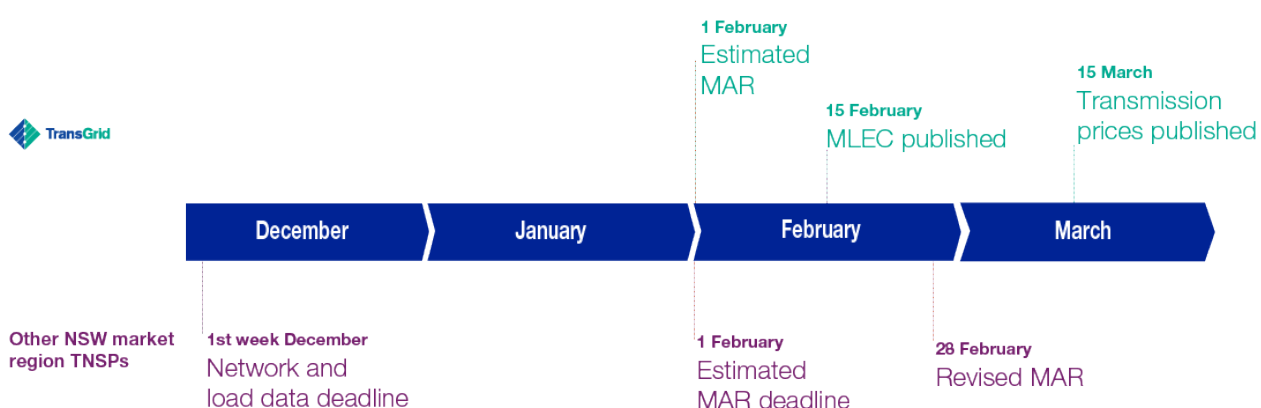 1 February
Estimated
MAR
15 February
MLEC published
15 March
Transmission
prices published
TransGrid
December
January
February
March
Other NSW market
region TNSPs
1st week December
Network and
load data deadline
1 February
Estimated
MAR deadline
28 February
Revised MAR